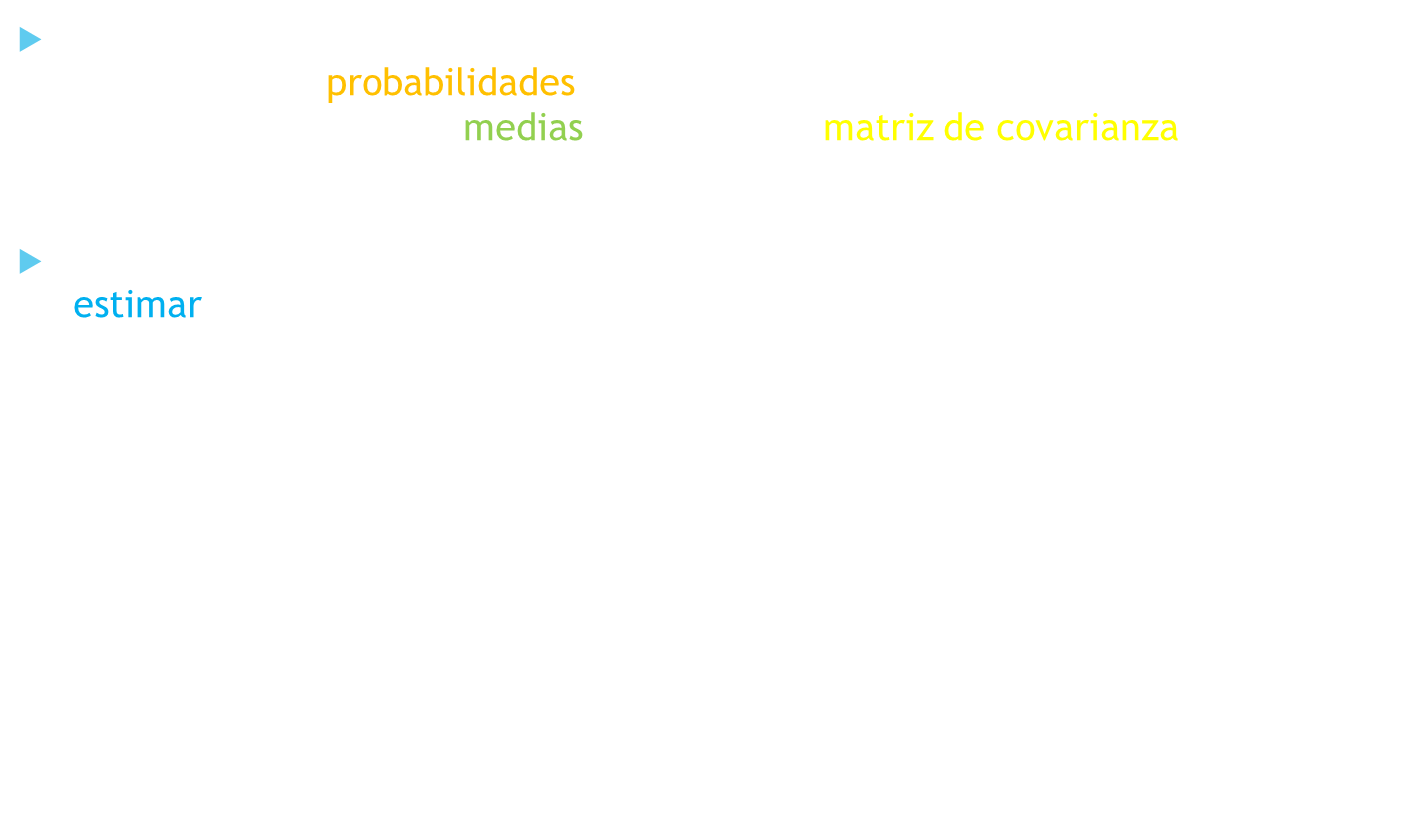 probabilidades
medias matriz de covarianza
estimar